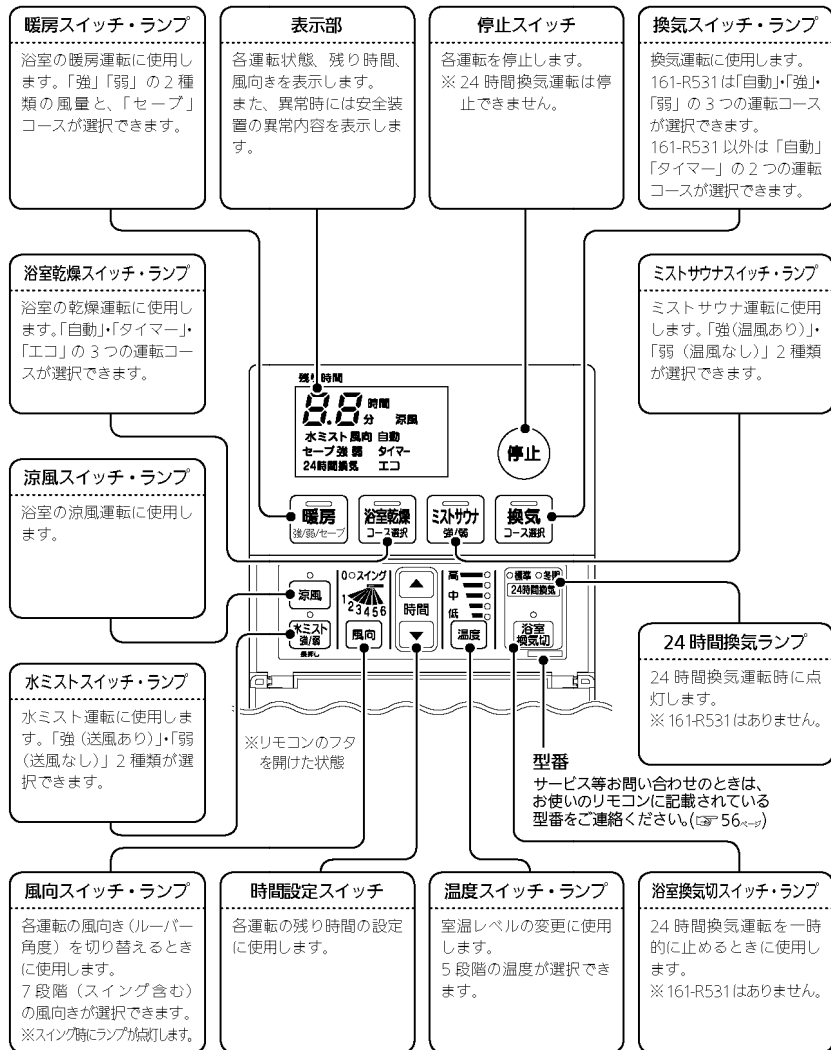 暖房スイッチ・ランプ
浴室の暖房運転に使用し
ます。「強」「弱」の2種
類の風量と、「セーブ」
コースが選択できます。
表示部
各運転状態、残り時間、
風向きを表示します。
また、異常時には安全装
置の異常内容を表示しま
す。
停止スイッチ
各運転を停止します。
※24時間換気運転は停
止できません。
換気スイッチ・ランプ
換気運転に使用します。
161-R531は「自動」・「強」・
「弱」の3つの運転コース
が選択できます。
161-R531以外は「自動」
「タイマー」の2つの運転
コースが選択できます。
浴室乾燥スイッチ・ランプ
浴室の乾燥運転に使用し
ます。「自動」・「タイマー」・
「エコ」の3つの運転コー
スが選択できます。
ミストサウナスイッチ・ランプ
ミストサウナ運転に使用
します。「強(温風あり)」・
「弱（温風なし）」2種類
が選択できます。
残り時間
8.8 時間
分 涼風
水ミスト 風向 自動
セーブ 強 弱 タイマー
24時間換気 エコ
停止
暖房
強/弱/セーブ
浴室乾燥
コース選択
ミストサウナ
強/弱
換気
コース選択
涼風スイッチ・ランプ
浴室の涼風運転に使用し
ます。
涼風
水ミスト
強/弱
長押し
0○スイング
1 2 3 4 5 6
風向
▲
時間
▼
高
中
低
温度
○標準 ○冬期
24時間換気
浴室
換気切
24時間換気ランプ
24時間換気運転時に点
灯します。
※161-R531はありません。
水ミストスイッチ・ランプ
水ミスト運転に使用しま
す。「強（送風あり）」・「弱
（送風なし）」2種類が選
択できます。
※リモコンのフタ
を開けた状態
型番
サービス等お問い合わせのときは、
お使いのリモコンに記載されている
型番をご連絡ください。(☞56ページ)
風向スイッチ・ランプ
各運転の風向き（ルーバー
角度）を切り替えるとき
に使用します。
7段階（スイング含む）
の風向きが選択できます。
※スイング時にランプが点灯します。
時間設定スイッチ
各運転の残り時間の設定
に使用します。
温度スイッチ・ランプ
室温レベルの変更に使用
します。
5段階の温度が選択でき
ます。
浴室換気切スイッチ・ランプ
24時間換気運転を一時
的に止めるときに使用し
ます。
※161-R531はありません。